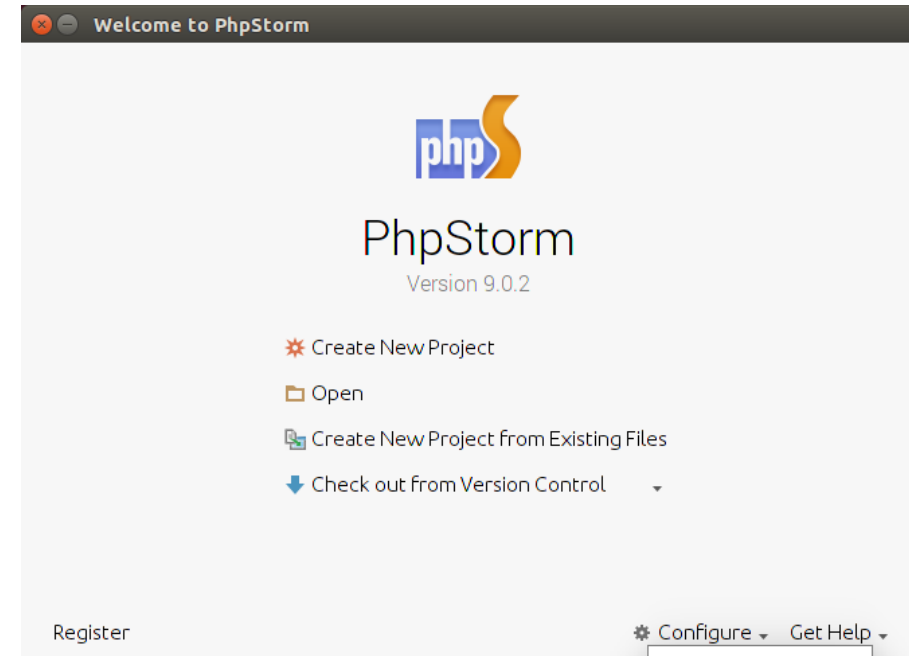 Welcome to PhpStorm
php S
PhpStorm
Version 9.0.2
Create New Project
Open
Create New Project from Existing Files
Check out from Version Control
Register
Configure
Get Help